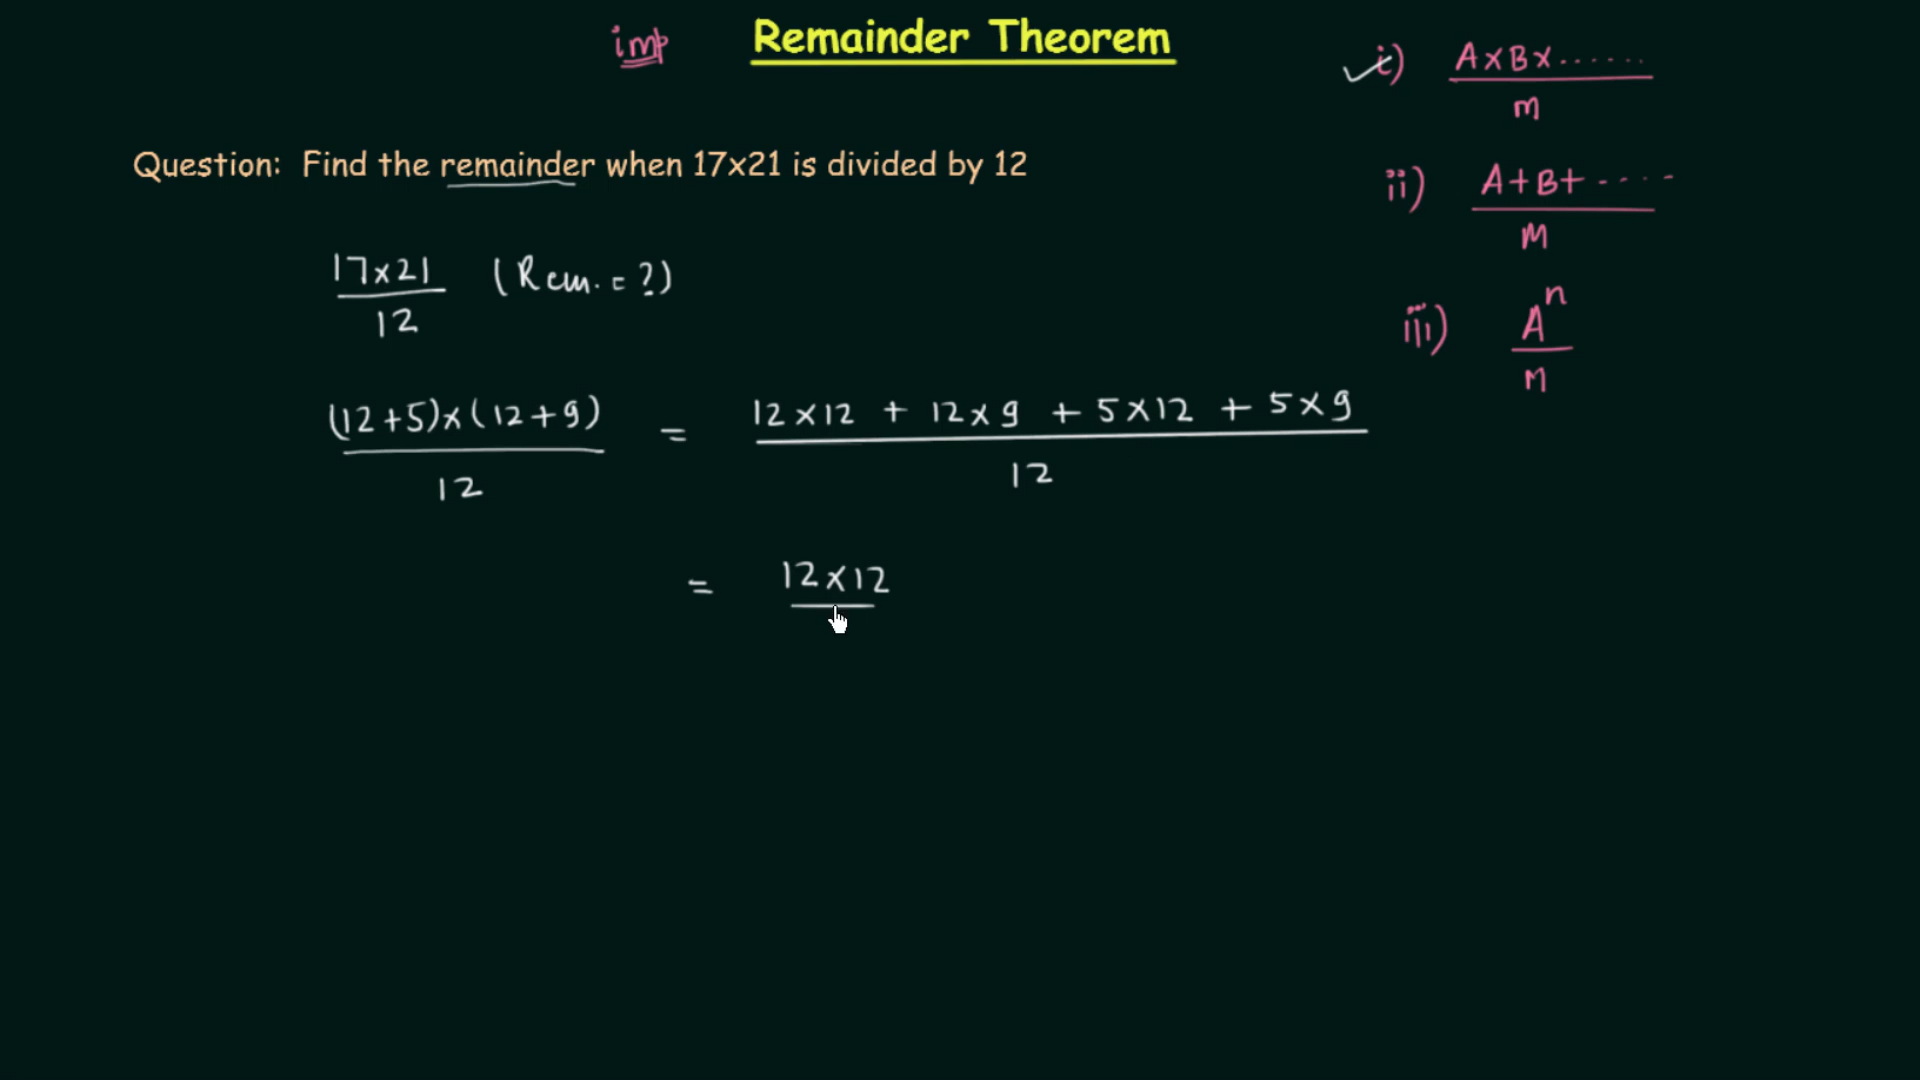 imp Remainder Theorem
i) A×B×......
m
Question: Find the remainder when 17x21 is divided by 12
ii) A+B+....
M
17×21 (Rem. = ?)
12
iii) A^n
M
(12+5)×(12+9) = 12×12 + 12×9 + 5×12 + 5×9
12 12
= 12×12